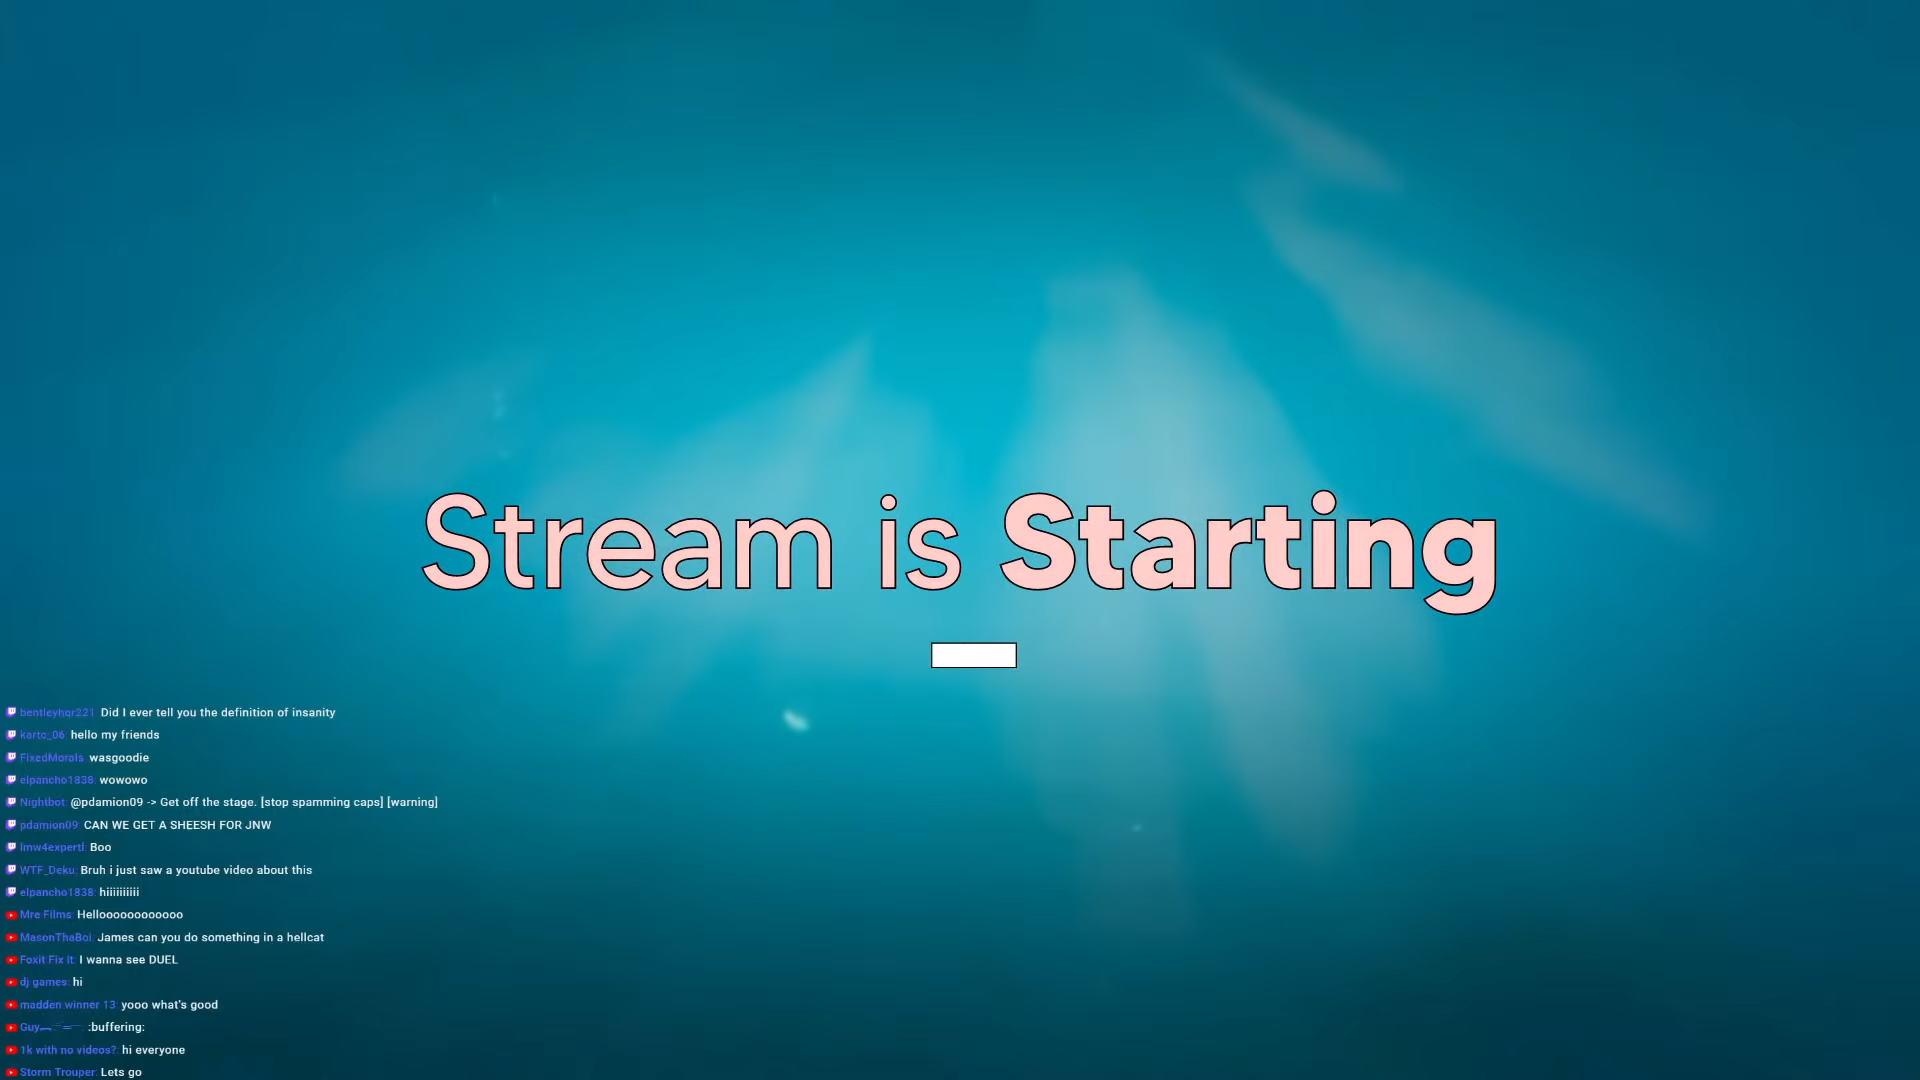 Stream is Starting
bentleyhqr221 Did I ever tell you the definition of insanity
kartc_06: hello my friends
FixedMorals: wasgoodie
elpancho1838: wowowo
Nightbot: @pdamion09 -> Get off the stage. [stop spamming caps] [warning]
pdamion09: CAN WE GET A SHEESH FOR JNW
imw4expertl: Boo
WTF_Deku: Bruh i just saw a youtube video about this
elpancho1838: hiiiiiiiiii
Mre Films: Helloooooooooooo
MasonThaBoi: James can you do something in a hellcat
Foxit Fix It: I wanna see DUEL
dj games: hi
madden winner 13: yooo what's good
Guy :buffering:
1k with no videos?: hi everyone
Storm Trouper: Lets go